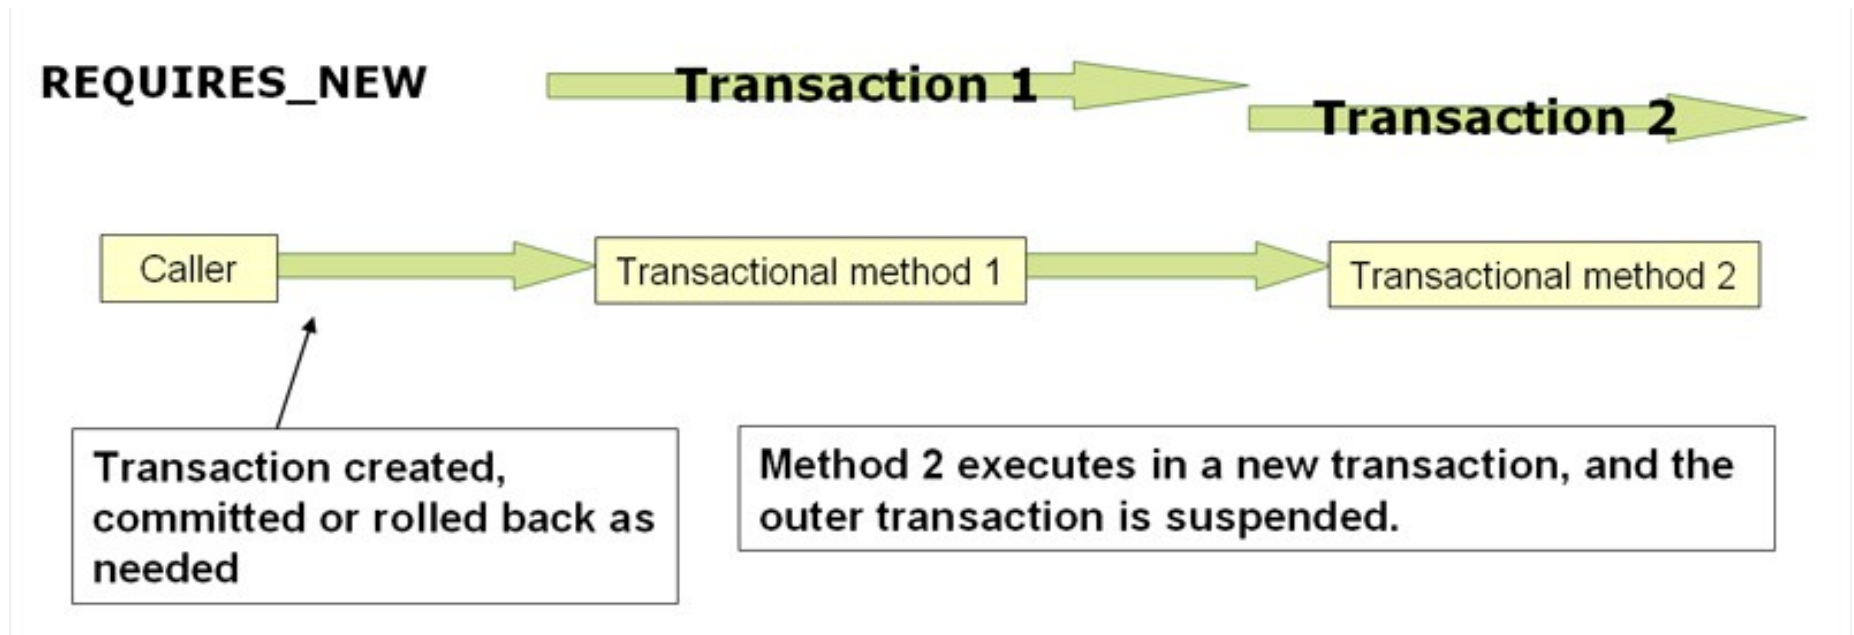 REQUIRES_NEW
Transaction 1
Transaction 2
Caller
Transactional method 1
Transactional method 2
Transaction created,
committed or rolled back as
needed
Method 2 executes in a new transaction, and the
outer transaction is suspended.